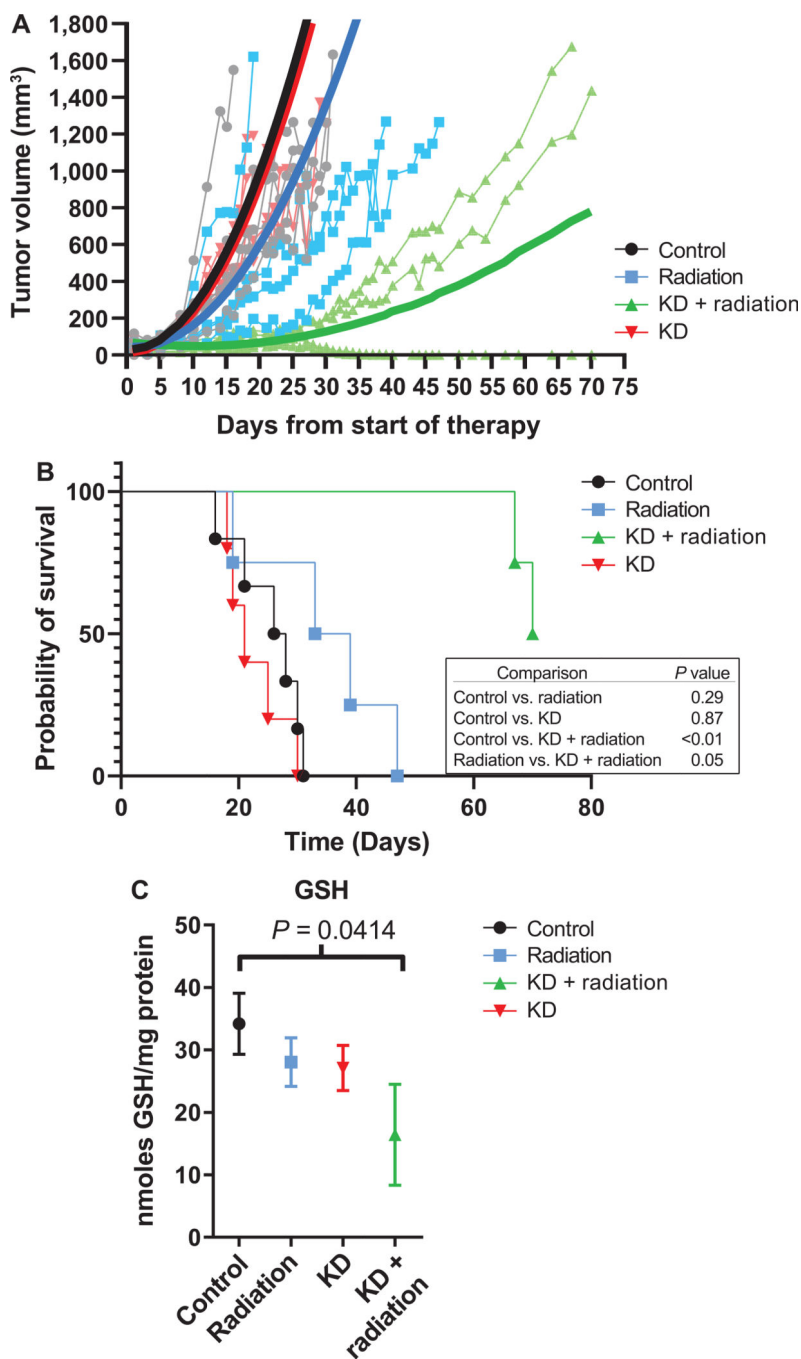 A
1,800
1,600
1,400
1,200
1,000
800
600
400
200
0
Tumor volume (mm³)
0 5 10 15 20 25 30 35 40 45 50 55 60 65 70 75
Days from start of therapy
Control
Radiation
KD + radiation
KD
B
100
50
0
Probability of survival
0 20 40 60 80
Time (Days)
Control
Radiation
KD + radiation
KD
Comparison P value
Control vs. radiation 0.29
Control vs. KD 0.87
Control vs. KD + radiation <0.01
Radiation vs. KD + radiation 0.05
C GSH
P = 0.0414
50
40
30
20
10
0
nmoles GSH/mg protein
Control
Radiation
KD
KD +
radiation
Control
Radiation
KD + radiation
KD